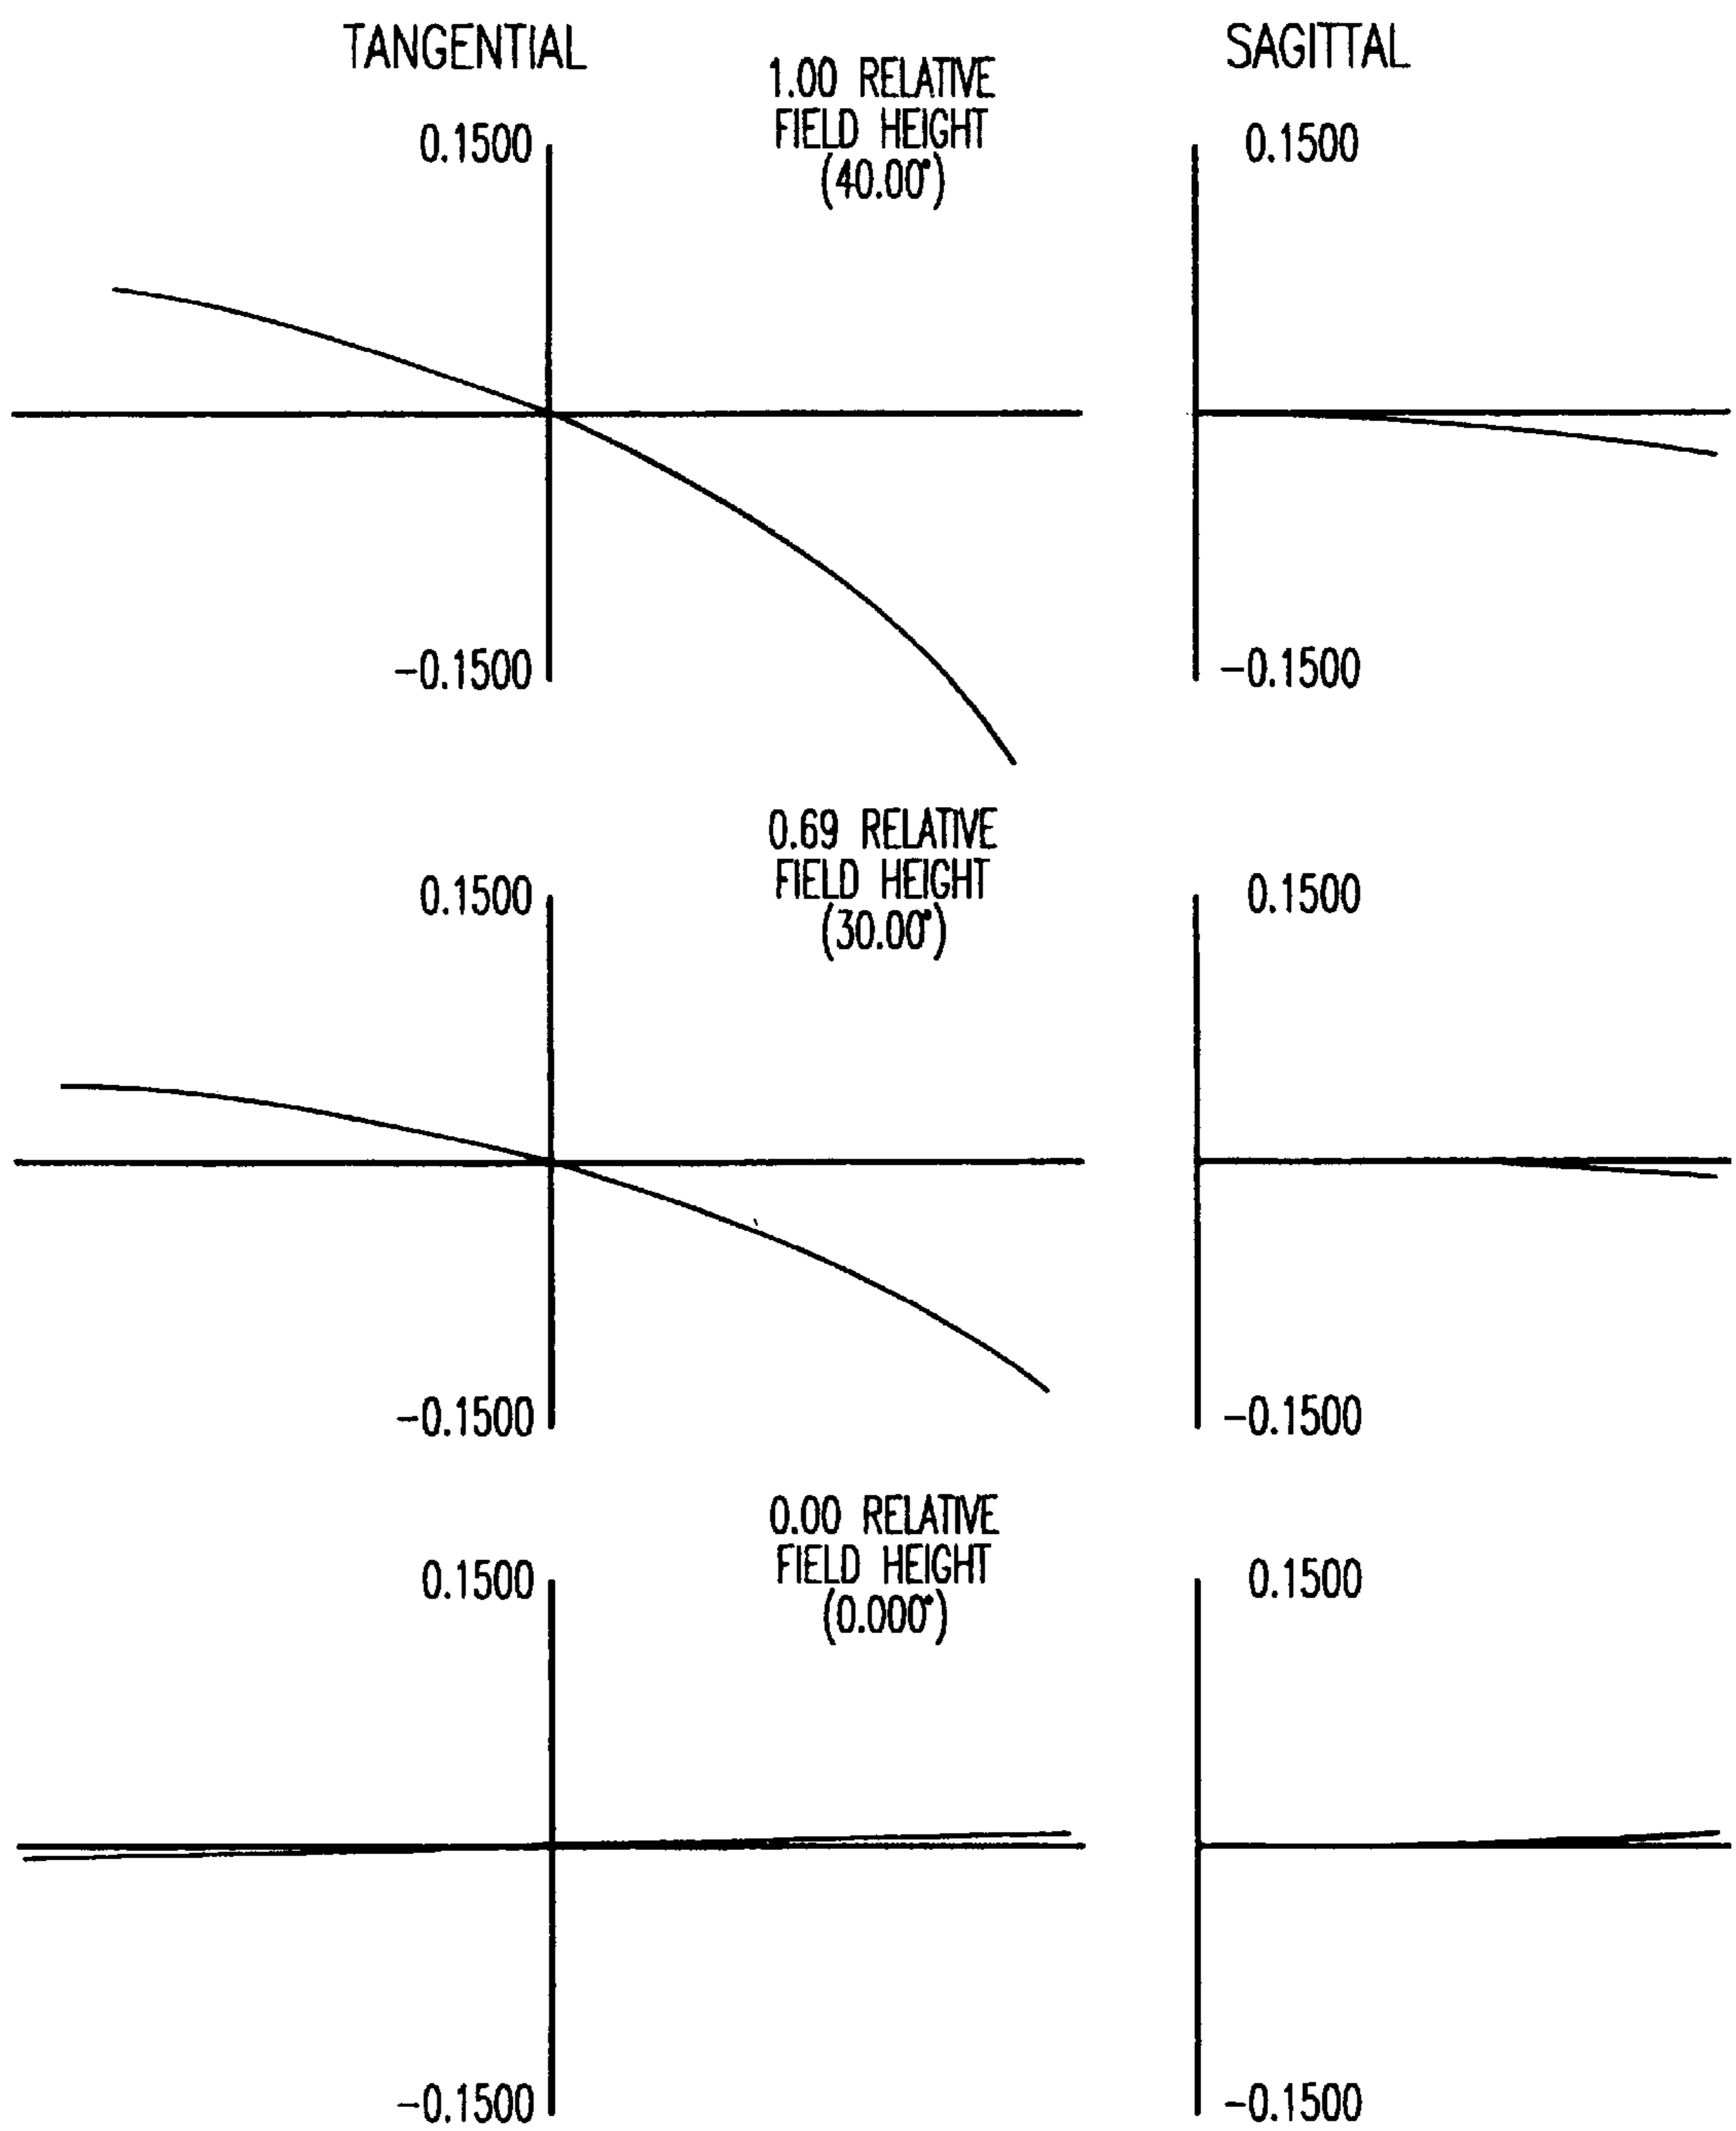 TANGENTIAL
SAGITTAL
1.00 RELATIVE
FIELD HEIGHT
(40.00°)
0.1500
0.1500
-0.1500
-0.1500
0.69 RELATIVE
FIELD HEIGHT
(30.00°)
0.1500
0.1500
-0.1500
-0.1500
0.00 RELATIVE
FIELD HEIGHT
(0.000°)
0.1500
0.1500
-0.1500
-0.1500